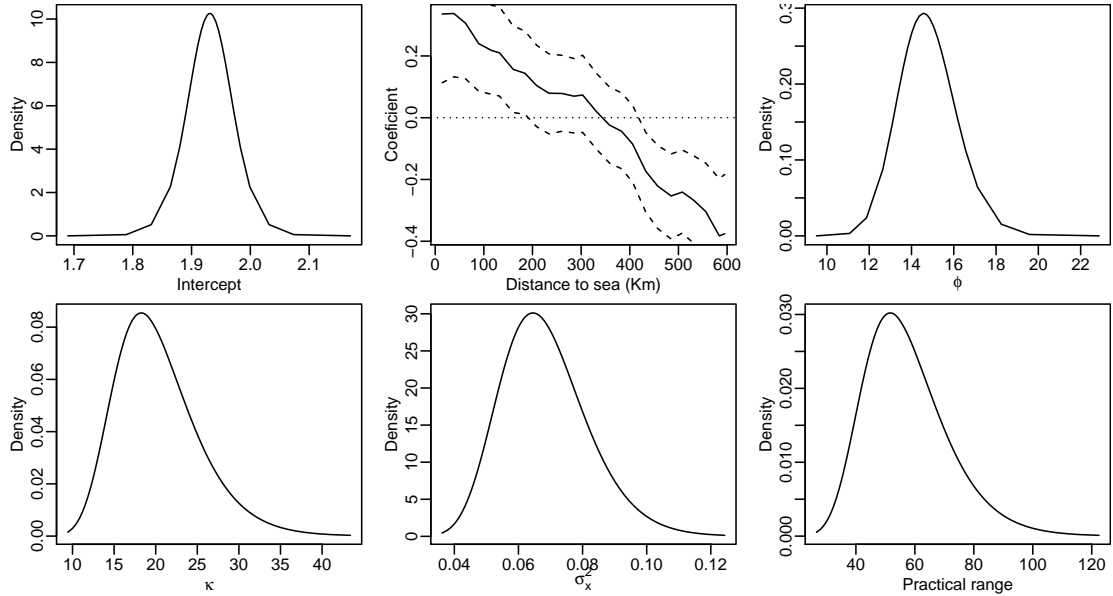 Density
0 2 4 6 8 10
1.7 1.8 1.9 2.0 2.1
Intercept
Coeficient
−0.4 −0.2 0.0 0.2
0 100 200 300 400 500 600
Distance to sea (Km)
Density
0.00 0.10 0.20
10 12 14 16 18 20 22
ϕ
Density
0.00 0.02 0.04 0.06 0.08
10 15 20 25 30 35 40
κ
Density
0 5 10 15 20 25 30
0.04 0.06 0.08 0.10 0.12
σ²ₓ
Density
0.000 0.010 0.020 0.030
40 60 80 100 120
Practical range